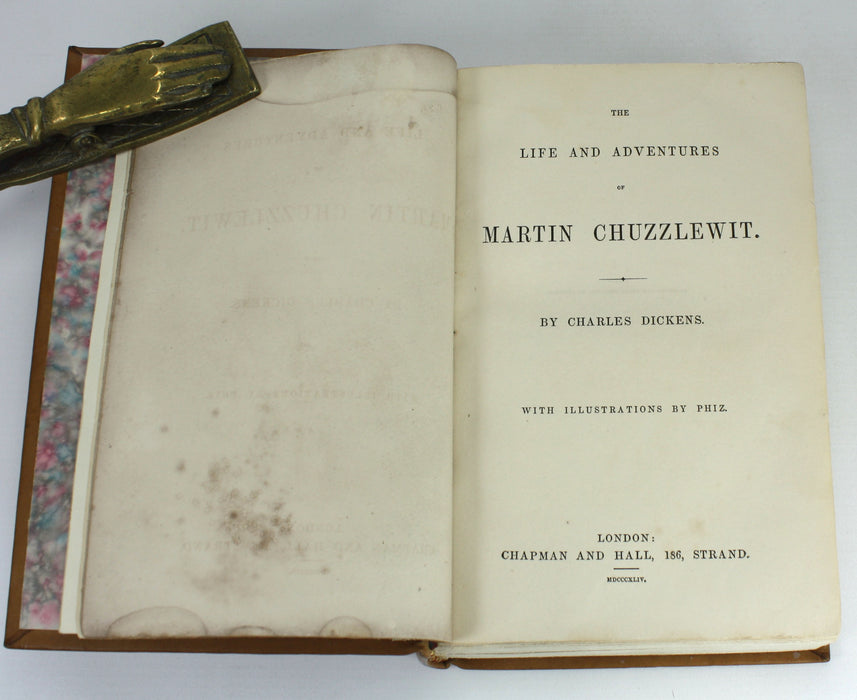 THE
LIFE AND ADVENTURES
OF
MARTIN CHUZZLEWIT.
BY CHARLES DICKENS.
WITH ILLUSTRATIONS BY PHIZ.
LONDON:
CHAPMAN AND HALL, 186, STRAND.
MDCCCXLIV.